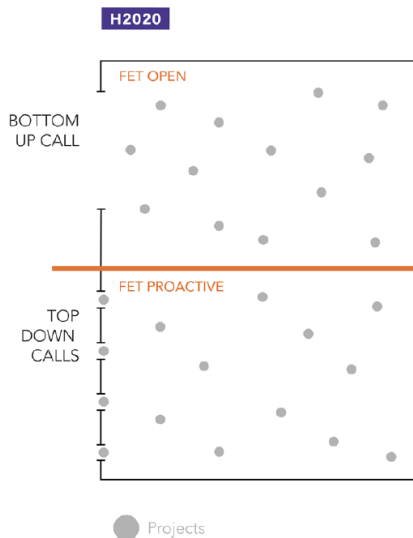 H2020
FET OPEN
BOTTOM
UP CALL
FET PROACTIVE
TOP
DOWN
CALLS
Projects